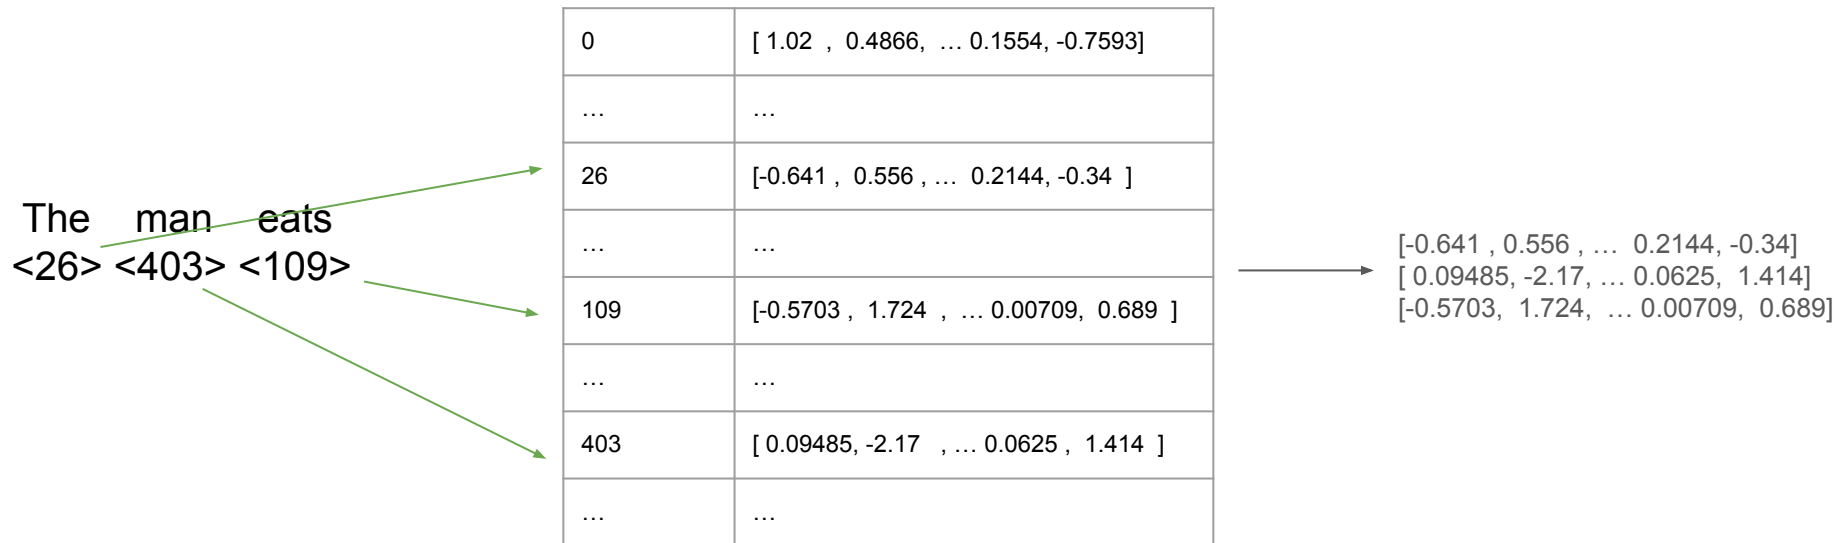 The man eats
<26> <403> <109>
0 [ 1.02 , 0.4866, … 0.1554, -0.7593]
… …
26 [-0.641 , 0.556 , … 0.2144, -0.34 ]
… …
109 [-0.5703 , 1.724 , … 0.00709, 0.689 ]
… …
403 [ 0.09485, -2.17 , … 0.0625 , 1.414 ]
… …
[-0.641 , 0.556 , … 0.2144, -0.34]
[ 0.09485, -2.17, … 0.0625, 1.414]
[-0.5703, 1.724, … 0.00709, 0.689]